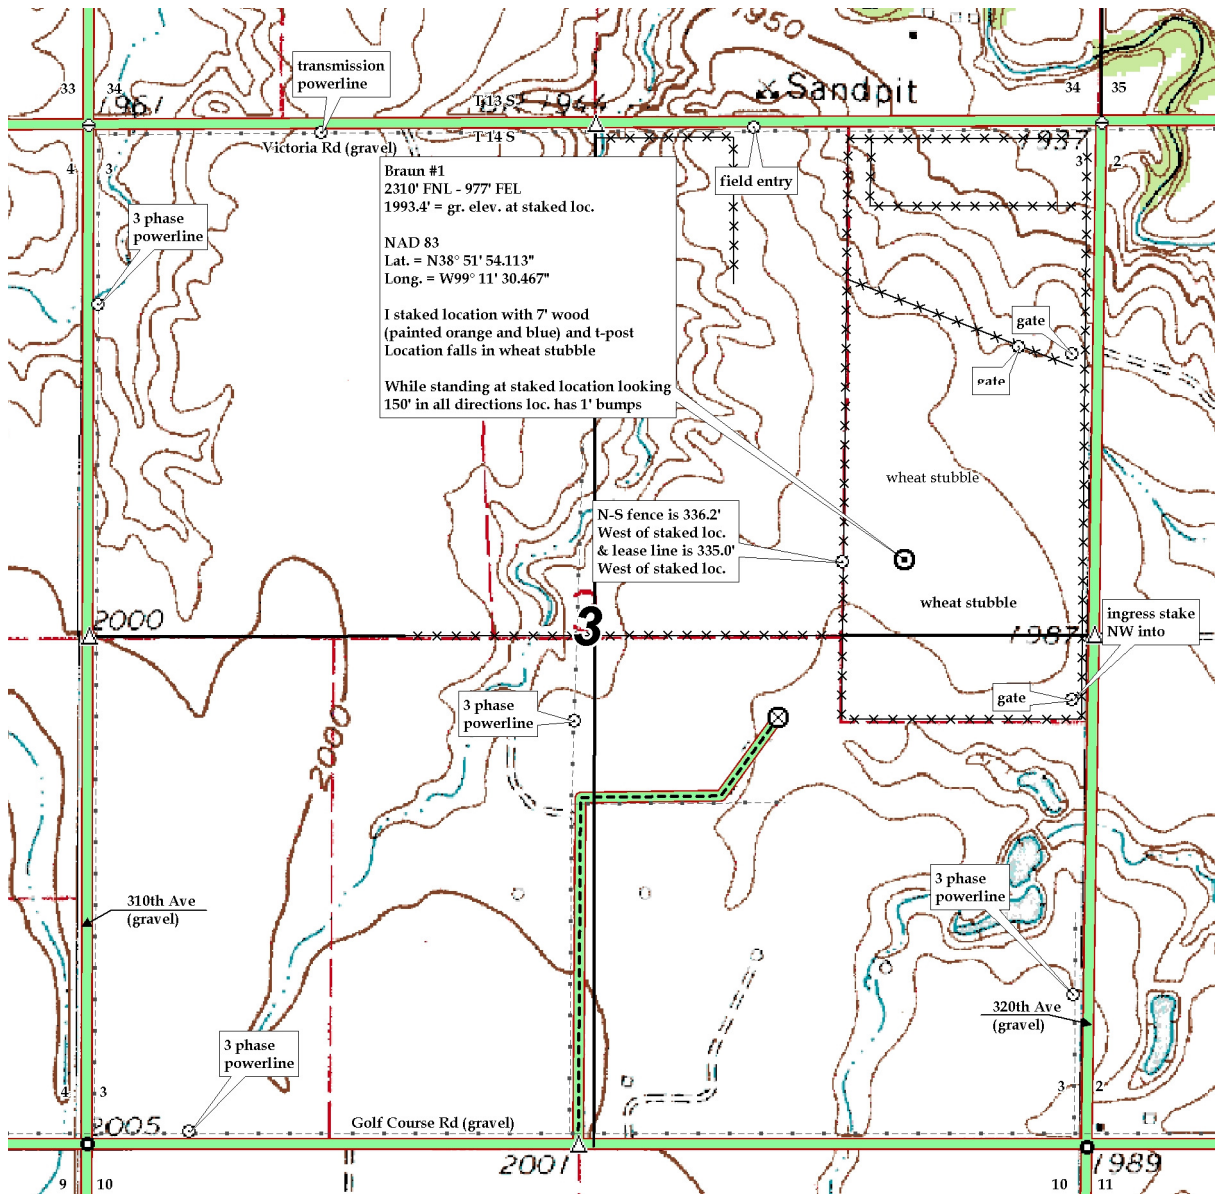 1950
33
34
transmission
powerline
34
35
1961
T 13 S
1944
Sandpit
T 14 S
Victoria Rd (gravel)
4
3
1937
3
2
field entry
Braun #1
2310' FNL - 977' FEL
1993.4' = gr. elev. at staked loc.
NAD 83
Lat. = N38° 51' 54.113"
Long. = W99° 11' 30.467"
I staked location with 7' wood
(painted orange and blue) and t-post
Location falls in wheat stubble
While standing at staked location looking
150' in all directions loc. has 1' bumps
3 phase
powerline
gate
gate
wheat stubble
N-S fence is 336.2'
West of staked loc.
& lease line is 335.0'
West of staked loc.
wheat stubble
ingress stake
NW into
2000
3
1987
gate
3 phase
powerline
2000
3 phase
powerline
310th Ave
(gravel)
320th Ave
(gravel)
3 phase
powerline
4
3
3
2
2005
Golf Course Rd (gravel)
2001
1989
9
10
10
11